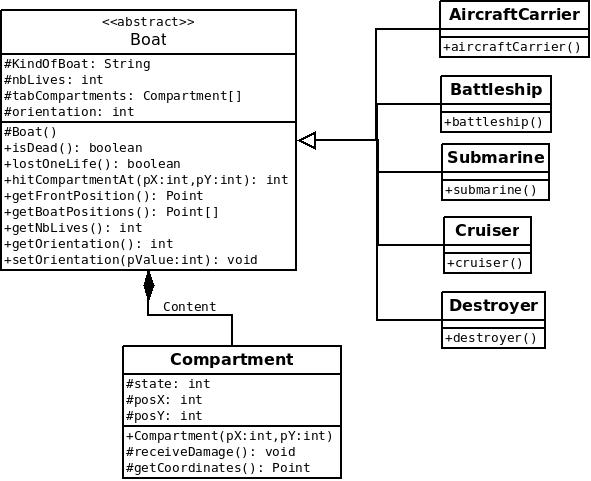 <<abstract>>
Boat
#KindOfBoat: String
#nbLives: int
#tabCompartments: Compartment[]
#orientation: int
#Boat()
+isDead(): boolean
+lostOneLife(): boolean
+hitCompartmentAt(pX:int,pY:int): int
+getFrontPosition(): Point
+getBoatPositions(): Point[]
+getNbLives(): int
+getOrientation(): int
+setOrientation(pValue:int): void
AircraftCarrier
+aircraftCarrier()
Battleship
+battleship()
Submarine
+submarine()
Cruiser
+cruiser()
Destroyer
+destroyer()
Content
Compartment
#state: int
#posX: int
#posY: int
+Compartment(pX:int,pY:int)
#receiveDamage(): void
#getCoordinates(): Point